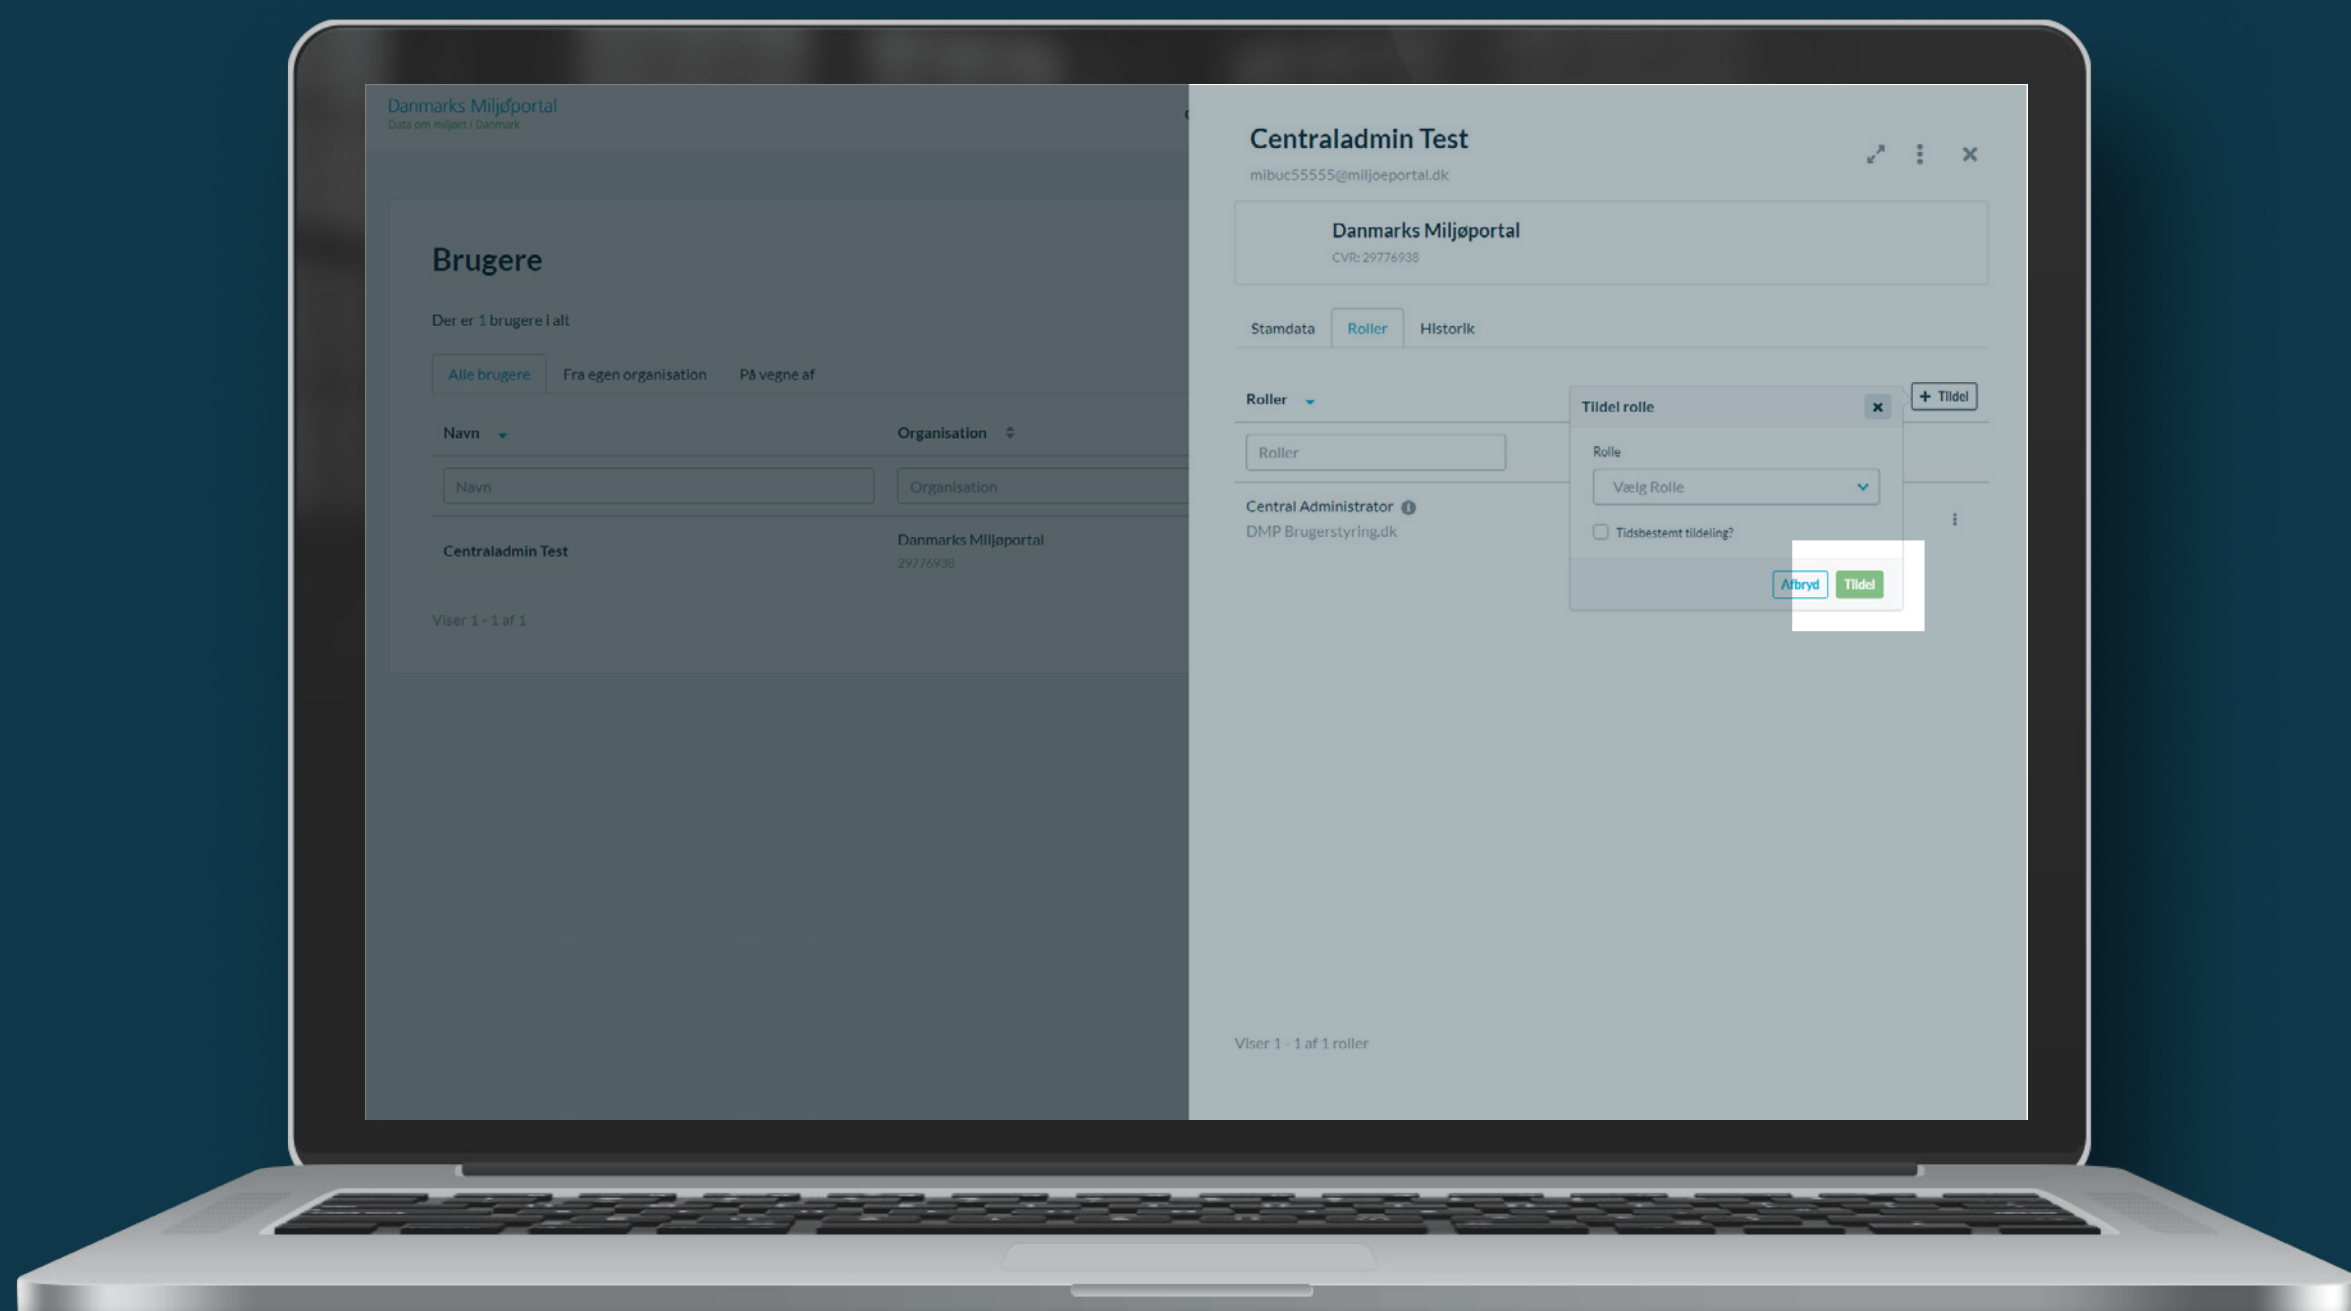 Danmarks Miljøportal
Data om miljøet i Danmark
Brugere
Der er 1 brugere i alt
Alle brugere
Fra egen organisation
På vegne af
Navn
Organisation
Navn
Organisation
Centraladmin Test
Danmarks Miljøportal
29776938
Viser 1 - 1 af 1
Centraladmin Test
mibuc55555@miljoeportal.dk
Danmarks Miljøportal
CVR: 29776938
Stamdata
Roller
Historik
Roller
+ Tildel
Roller
Central Administrator
DMP Brugerstyring.dk
Tildel rolle
Rolle
Vælg Rolle
Tidsbestemt tildeling?
Afbryd
Tildel
Viser 1 - 1 af 1 roller